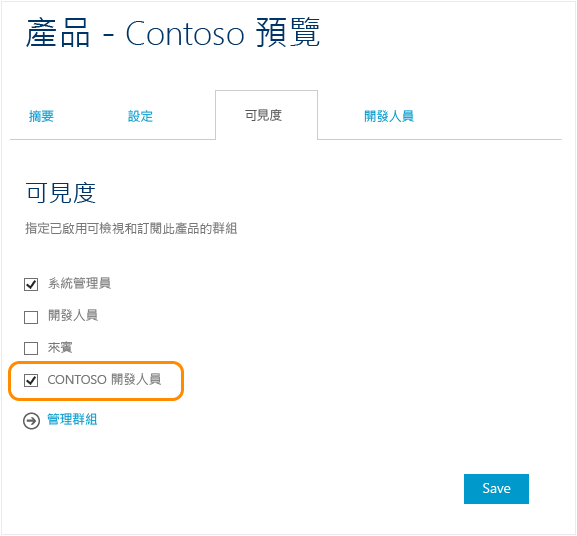 產品 - Contoso 預覽
摘要 設定 可見度 開發人員
可見度
指定已啟用可檢視和訂閱此產品的群組
系統管理員
開發人員
來賓
CONTOSO 開發人員
管理群組
Save